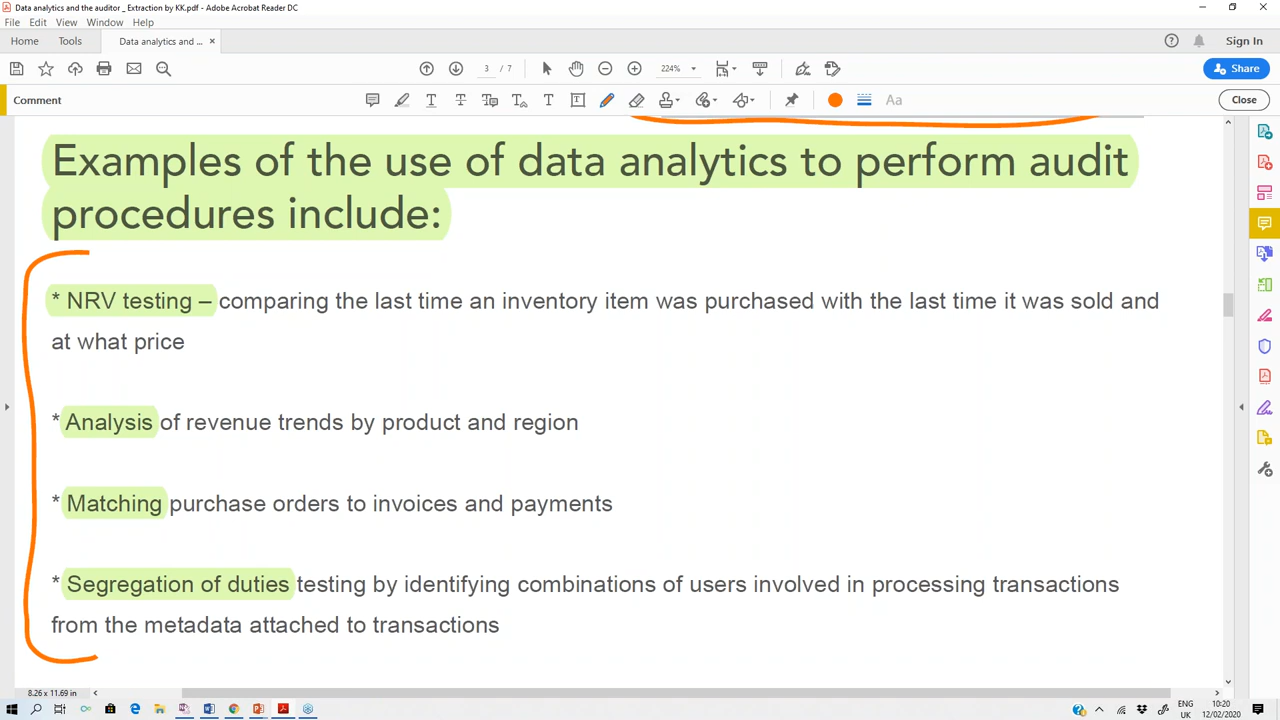 Data analytics and the auditor _ Extraction by KK.pdf - Adobe Acrobat Reader DC
File Edit View Window Help
Home Tools Data analytics and ... × Sign In
3 / 7 224% Share
Comment Aa Close
Examples of the use of data analytics to perform audit
procedures include:
* NRV testing – comparing the last time an inventory item was purchased with the last time it was sold and
at what price
* Analysis of revenue trends by product and region
* Matching purchase orders to invoices and payments
* Segregation of duties testing by identifying combinations of users involved in processing transactions
from the metadata attached to transactions
8.26 x 11.69 in
ENG 10:20
UK 12/02/2020